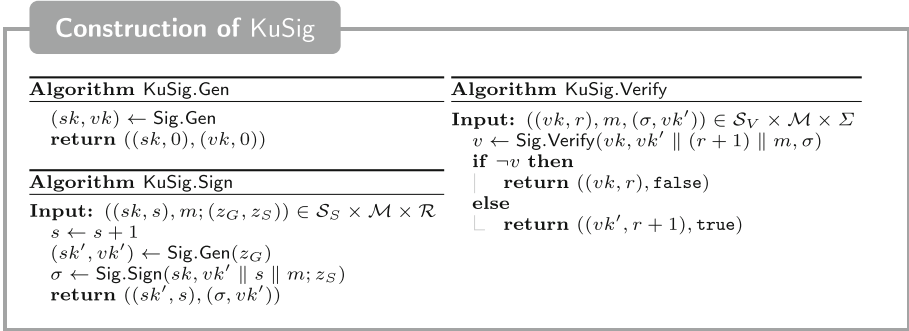 Construction of KuSig
Algorithm KuSig.Gen
(sk, vk) ← Sig.Gen
return ((sk, 0), (vk, 0))
Algorithm KuSig.Sign
Input: ((sk, s), m; (z_G, z_S)) ∈ 𝒮_S × ℳ × ℛ
s ← s + 1
(sk′, vk′) ← Sig.Gen(z_G)
σ ← Sig.Sign(sk, vk′ ∥ s ∥ m; z_S)
return ((sk′, s), (σ, vk′))
Algorithm KuSig.Verify
Input: ((vk, r), m, (σ, vk′)) ∈ 𝒮_V × ℳ × Σ
v ← Sig.Verify(vk, vk′ ∥ (r + 1) ∥ m, σ)
if ¬v then
return ((vk, r), false)
else
return ((vk′, r + 1), true)